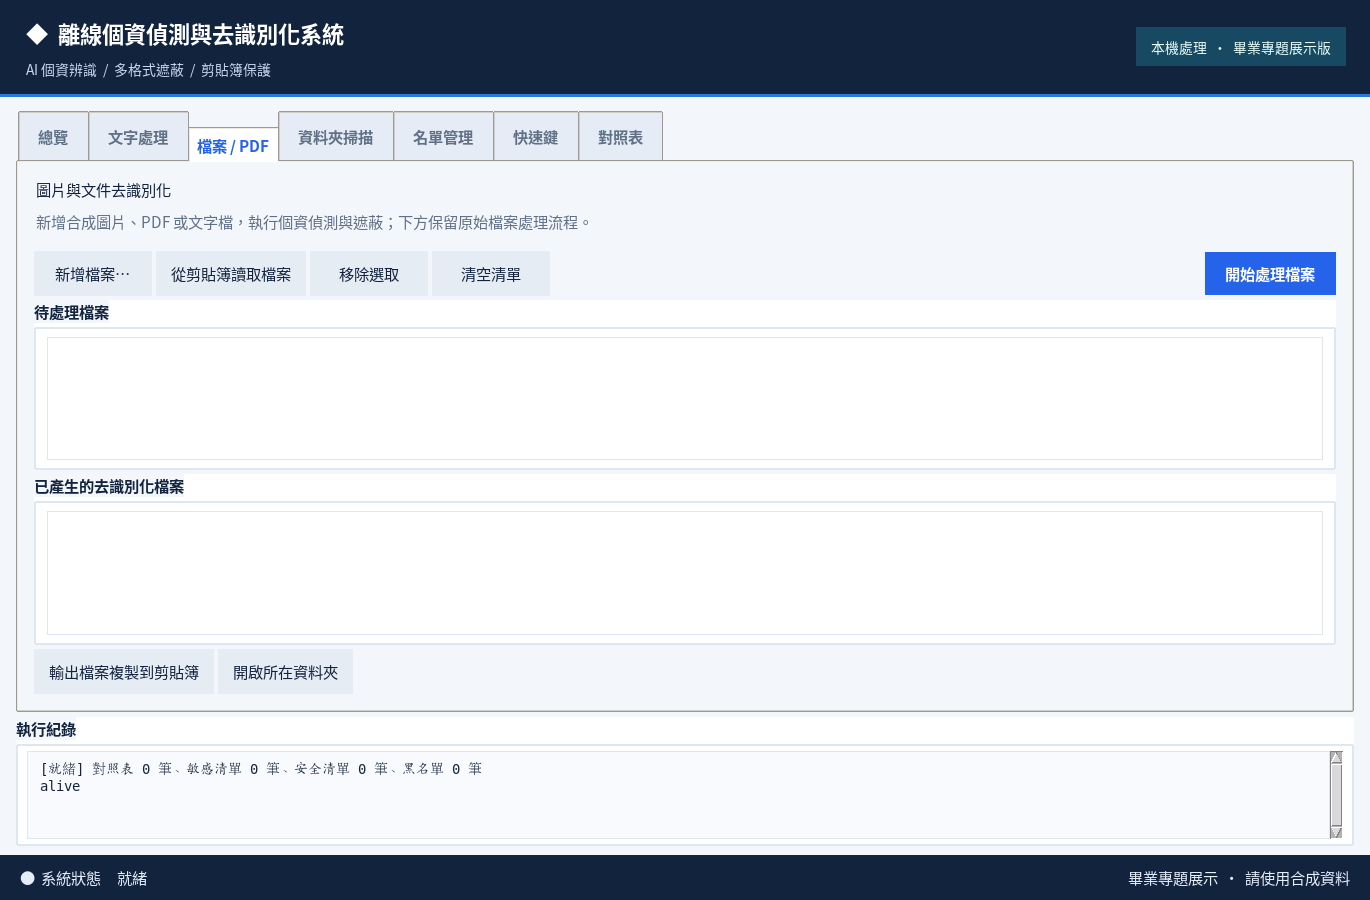 ◆ 離線個資偵測與去識別化系統
AI 個資辨識 / 多格式遮蔽 / 剪貼簿保護
本機處理 · 畢業專題展示版
總覽
文字處理
檔案 / PDF
資料夾掃描
名單管理
快速鍵
對照表
圖片與文件去識別化
新增合成圖片、PDF 或文字檔，執行個資偵測與遮蔽；下方保留原始檔案處理流程。
新增檔案…
從剪貼簿讀取檔案
移除選取
清空清單
開始處理檔案
待處理檔案
已產生的去識別化檔案
輸出檔案複製到剪貼簿
開啟所在資料夾
執行紀錄
[就緒] 對照表 0 筆、敏感清單 0 筆、安全清單 0 筆、黑名單 0 筆
alive
● 系統狀態 就緒
畢業專題展示 · 請使用合成資料